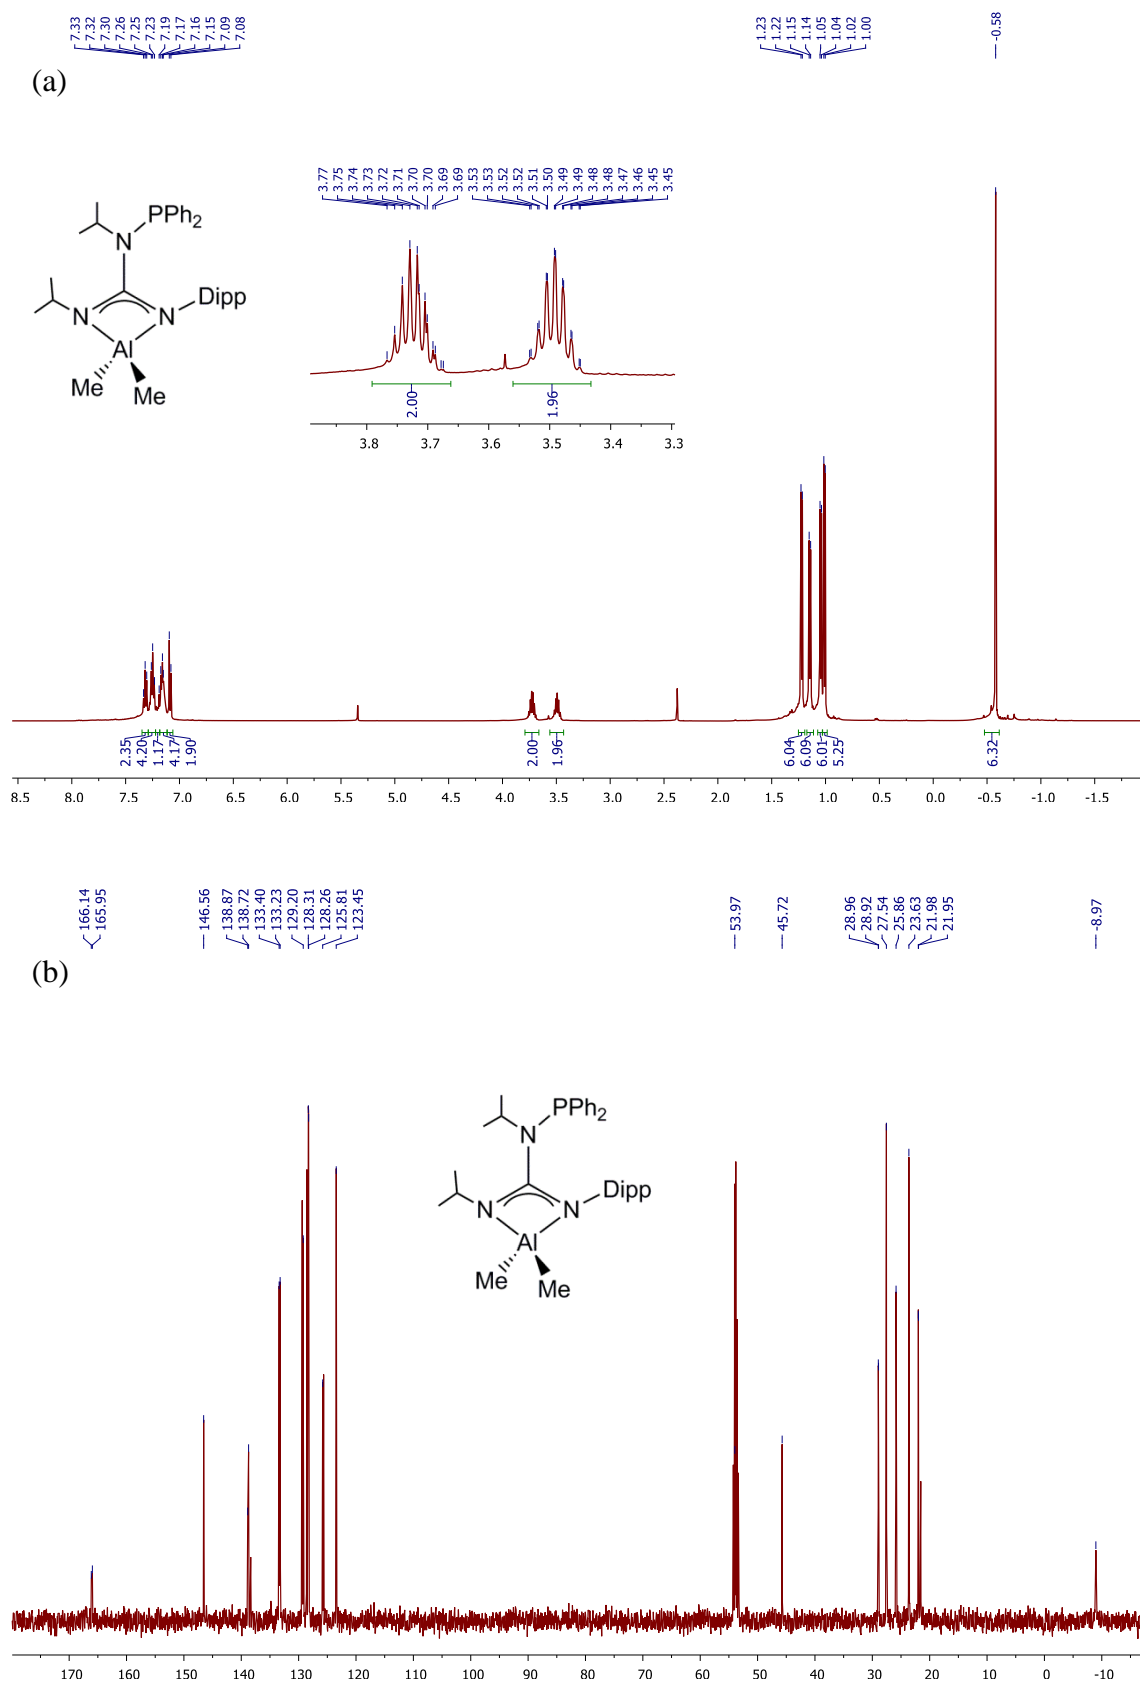 7.33 7.32 7.30 7.26 7.25 7.23 7.19 7.17 7.16 7.15 7.09 7.08 1.23 1.22 1.15 1.14 1.05 1.04 1.02 1.00 -0.58
(a)
3.77 3.75 3.74 3.73 3.72 3.71 3.70 3.70 3.69 3.69 3.53 3.53 3.52 3.52 3.51 3.50 3.49 3.49 3.48 3.48 3.47 3.46 3.45 3.45
PPh2
N
Dipp
N N
Al
Me Me
2.00 1.96
3.8 3.7 3.6 3.5 3.4 3.3
2.35 4.20 1.17 4.17 1.90 2.00 1.96 6.04 6.09 6.01 5.25 6.32
8.5 8.0 7.5 7.0 6.5 6.0 5.5 5.0 4.5 4.0 3.5 3.0 2.5 2.0 1.5 1.0 0.5 0.0 -0.5 -1.0 -1.5
166.14 165.95 146.56 138.87 138.72 133.40 133.23 129.20 128.31 128.26 125.81 123.45 53.97 45.72 28.96 28.92 27.54 25.86 23.63 21.98 21.95 -8.97
(b)
PPh2
N
Dipp
N N
Al
Me Me
170 160 150 140 130 120 110 100 90 80 70 60 50 40 30 20 10 0 -10